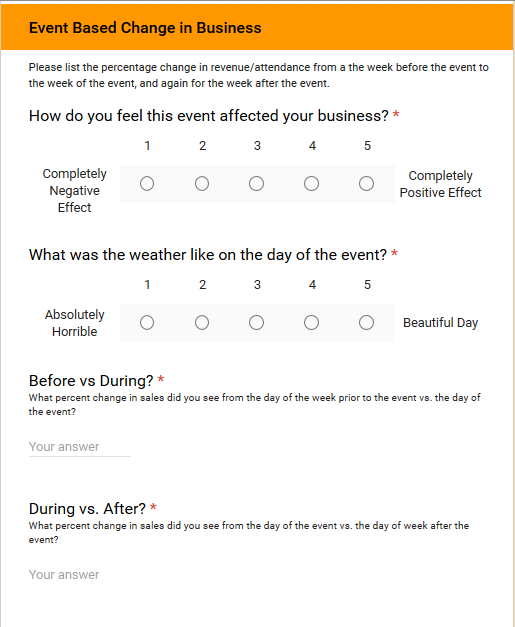 Event Based Change in Business
Please list the percentage change in revenue/attendance from a the week before the event to
the week of the event, and again for the week after the event.
How do you feel this event affected your business? *
1 2 3 4 5
Completely
Negative
Effect
Completely
Positive Effect
What was the weather like on the day of the event? *
1 2 3 4 5
Absolutely
Horrible
Beautiful Day
Before vs During? *
What percent change in sales did you see from the day of the week prior to the event vs. the day of
the event?
Your answer
During vs. After? *
What percent change in sales did you see from the day of the event vs. the day of week after the
event?
Your answer